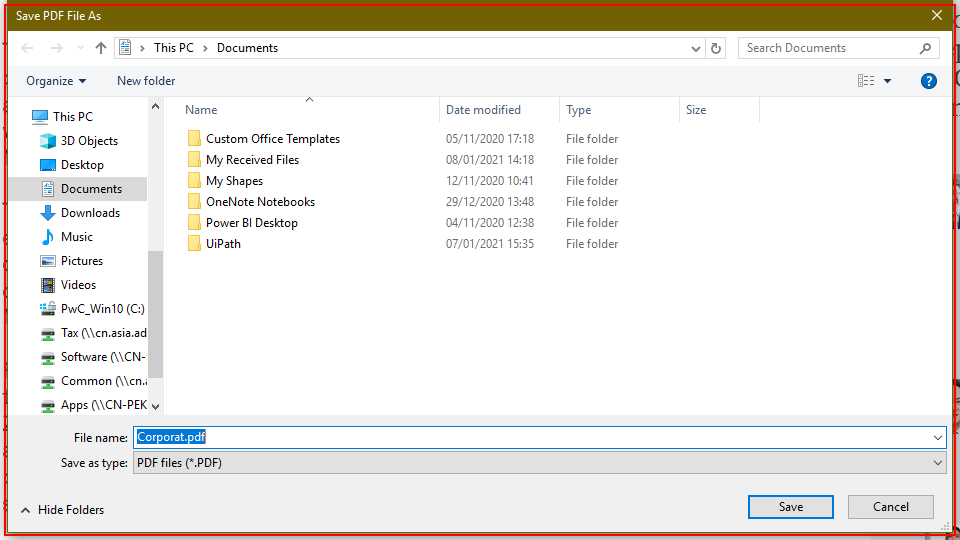 Save PDF File As
This PC > Documents
Search Documents
Organize
New folder
Name
Date modified
Type
Size
This PC
3D Objects
Desktop
Documents
Downloads
Music
Pictures
Videos
PwC_Win10 (C:)
Tax (\\cn.asia.ad
Software (\\CN-
Common (\\cn.a
Apps (\\CN-PEK
Custom Office Templates 05/11/2020 17:18 File folder
My Received Files 08/01/2021 14:18 File folder
My Shapes 12/11/2020 10:41 File folder
OneNote Notebooks 29/12/2020 13:48 File folder
Power BI Desktop 04/11/2020 12:38 File folder
UiPath 07/01/2021 15:35 File folder
File name: Corporat.pdf
Save as type: PDF files (*.PDF)
Hide Folders
Save
Cancel